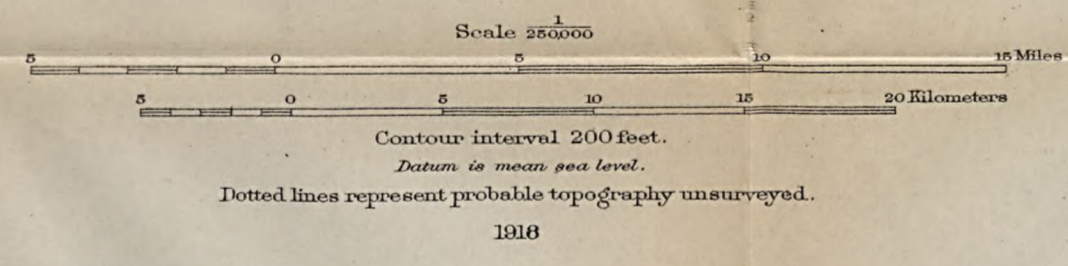 Scale 1/250,000
5 0 5 10 15 Miles
5 0 5 10 15 20 Kilometers
Contour interval 200 feet.
Datum is mean sea level.
Dotted lines represent probable topography unsurveyed.
1918